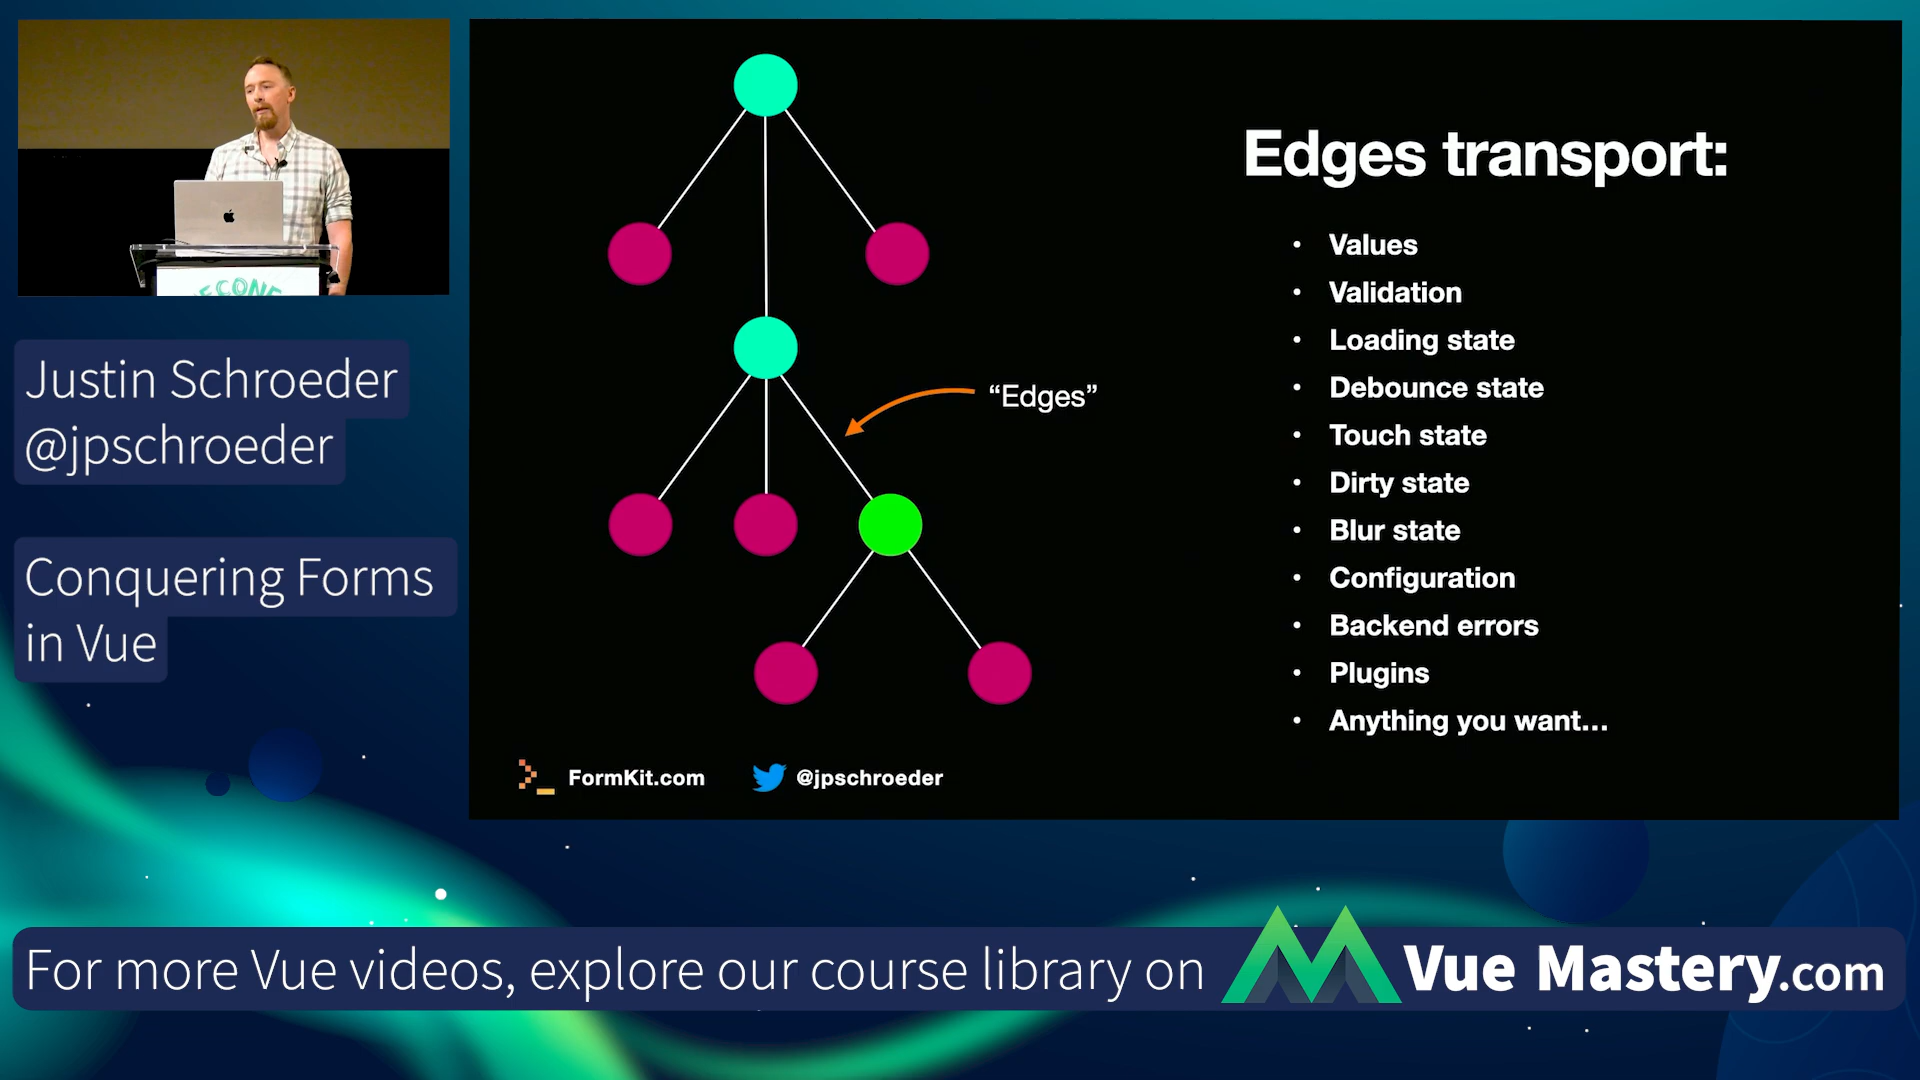 Justin Schroeder
@jpschroeder
Conquering Forms
in Vue
Edges transport:
• Values
• Validation
• Loading state
• Debounce state
• Touch state
• Dirty state
• Blur state
• Configuration
• Backend errors
• Plugins
• Anything you want...
“Edges”
FormKit.com
@jpschroeder
For more Vue videos, explore our course library on Vue Mastery.com